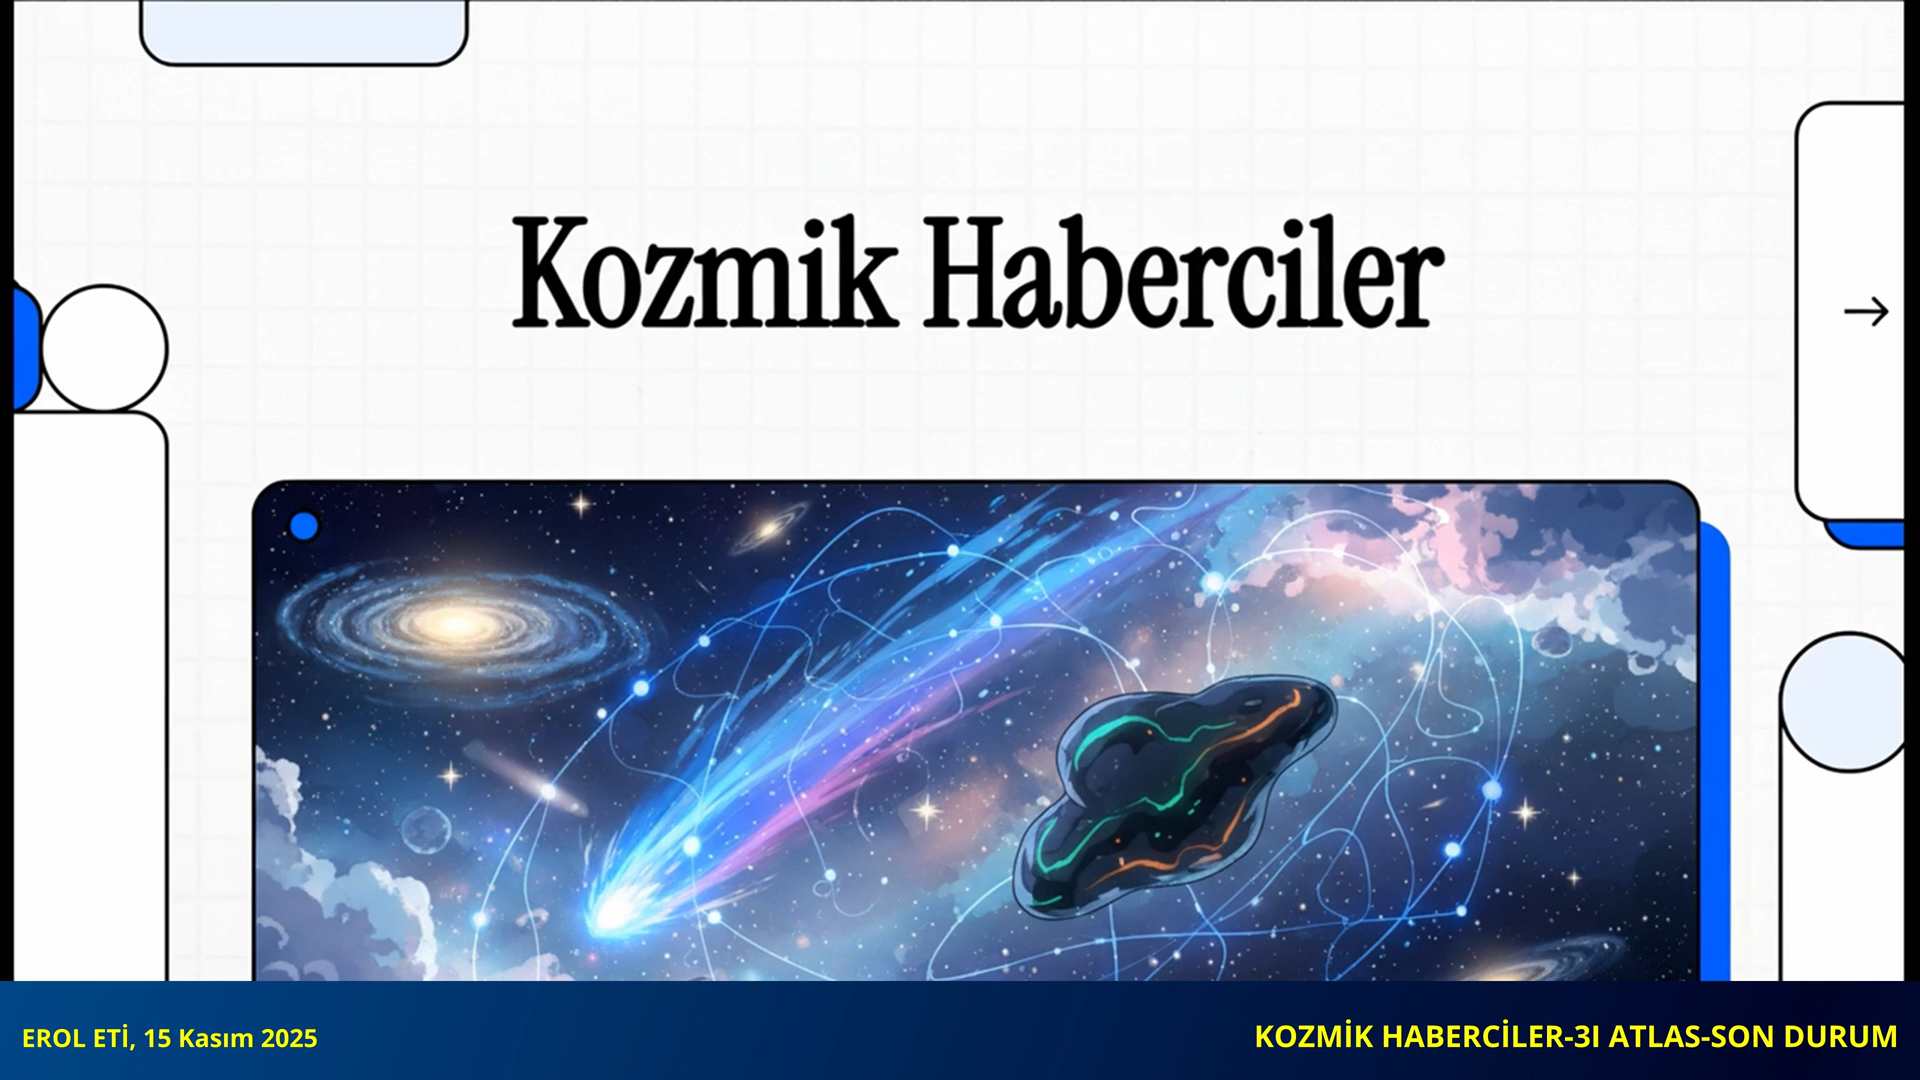 Kozmik Haberciler
EROL ETİ, 15 Kasım 2025
KOZMİK HABERCİLER-3I ATLAS-SON DURUM